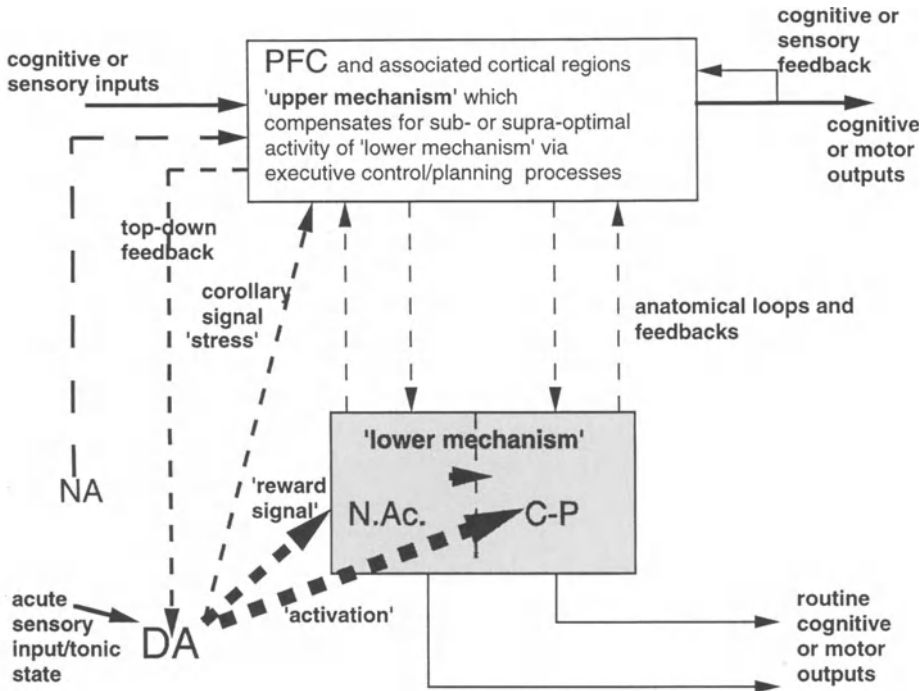 cognitive or
sensory inputs
PFC and associated cortical regions
'upper mechanism' which
compensates for sub- or supra-optimal
activity of 'lower mechanism' via
executive control/planning processes
cognitive or
sensory
feedback
cognitive
or motor
outputs
top-down
feedback
corollary
signal
'stress'
anatomical loops and
feedbacks
NA
'lower mechanism'
'reward
signal'
N.Ac.
C-P
'activation'
acute
sensory
input/tonic
state
DA
routine
cognitive
or motor
outputs